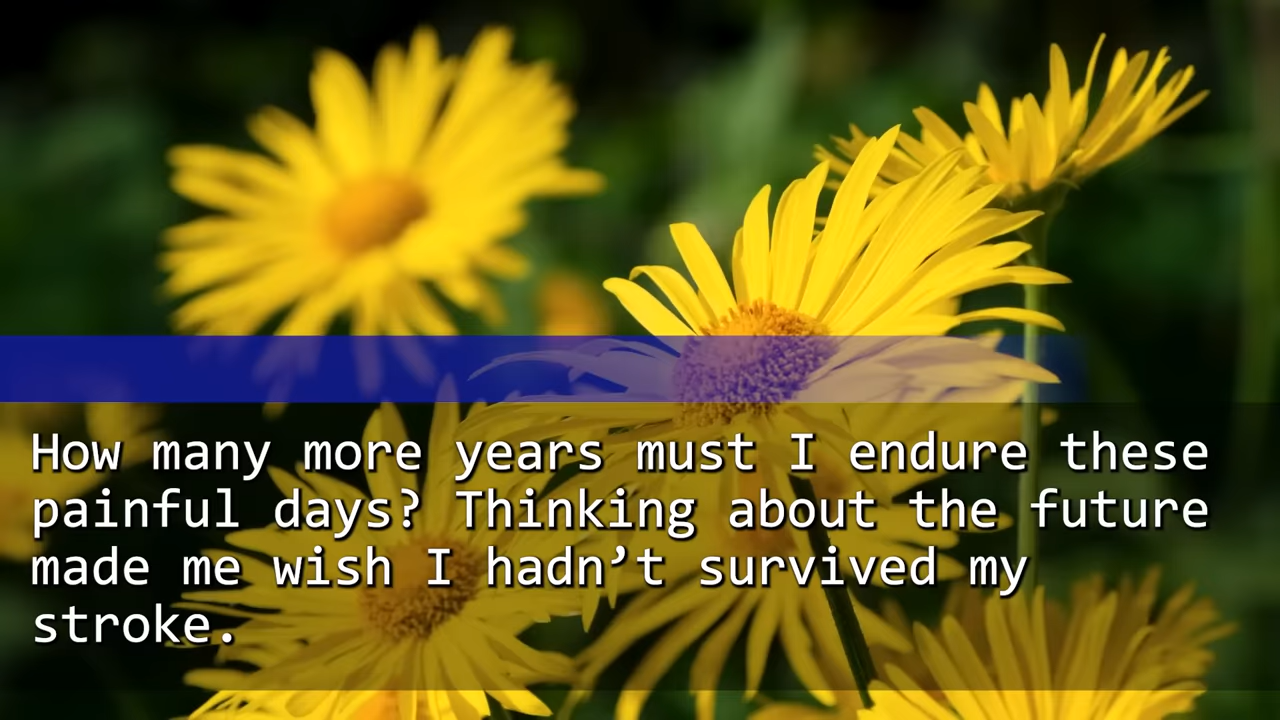 How many more years must I endure these
painful days? Thinking about the future
made me wish I hadn’t survived my
stroke.